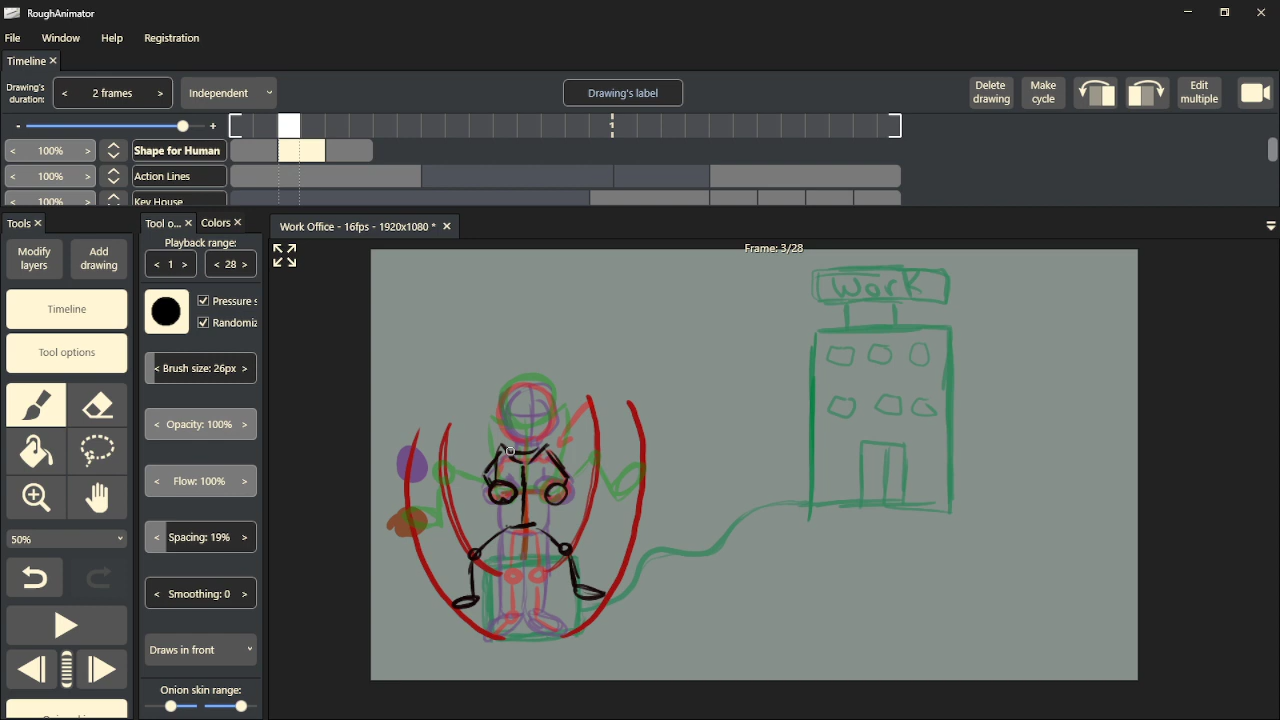 RoughAnimator
File Window Help Registration
Timeline
Drawing's duration: < 2 frames > Independent Drawing's label Delete drawing Make cycle Edit multiple
- + 1
< 100% > Shape for Human
< 100% > Action Lines
< 100% > Key House
Tools Tool o... Colors Work Office - 16fps - 1920x1080 *
Modify layers Add drawing Playback range: Frame: 3/28
< 1 > < 28 >
Timeline Pressure s
Randomiz
Tool options
< Brush size: 26px >
< Opacity: 100% >
< Flow: 100% >
50% < Spacing: 19% >
< Smoothing: 0 >
Draws in front
Onion skin range:
Work